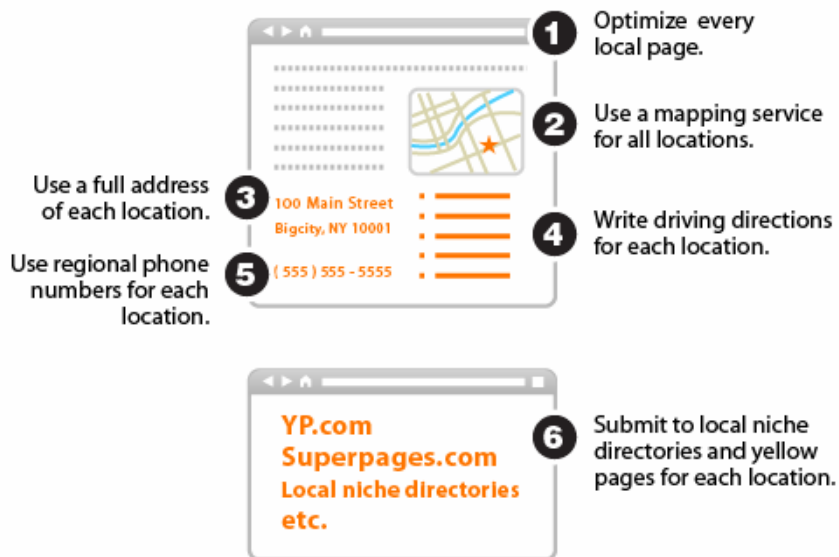 1
Optimize every
local page.
2
Use a mapping service
for all locations.
Use a full address
of each location.
3
100 Main Street
Bigcity, NY 10001
4
Write driving directions
for each location.
Use regional phone
numbers for each
location.
5
( 555 ) 555 - 5555
YP.com
Superpages.com
Local niche directories
etc.
6
Submit to local niche
directories and yellow
pages for each location.